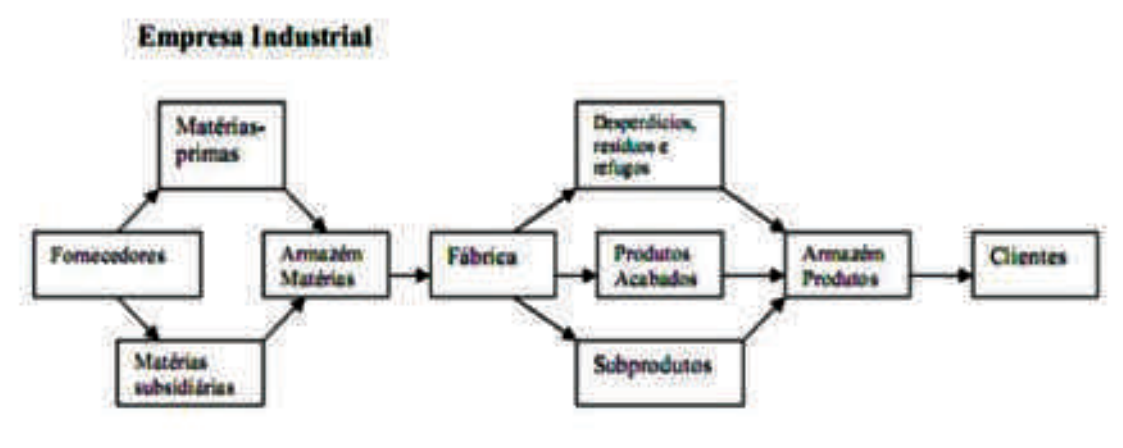 Empresa Industrial
Matérias-
primas
Desperdícios,
resíduos e
refugos
Fornecedores
Armazém
Matérias
Fábrica
Produtos
Acabados
Armazém
Produtos
Clientes
Matérias
subsidiárias
Subprodutos